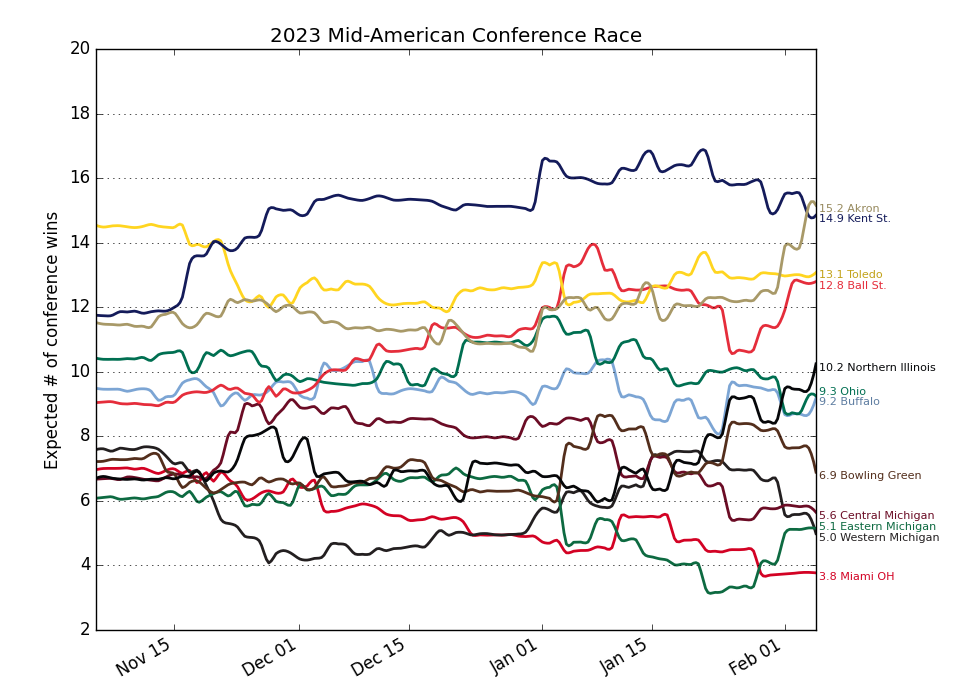 2023 Mid-American Conference Race
Expected # of conference wins
20
18
16
14
12
10
8
6
4
2
Nov 15
Dec 01
Dec 15
Jan 01
Jan 15
Feb 01
15.2 Akron
14.9 Kent St.
13.1 Toledo
12.8 Ball St.
10.2 Northern Illinois
9.3 Ohio
9.2 Buffalo
6.9 Bowling Green
5.6 Central Michigan
5.1 Eastern Michigan
5.0 Western Michigan
3.8 Miami OH